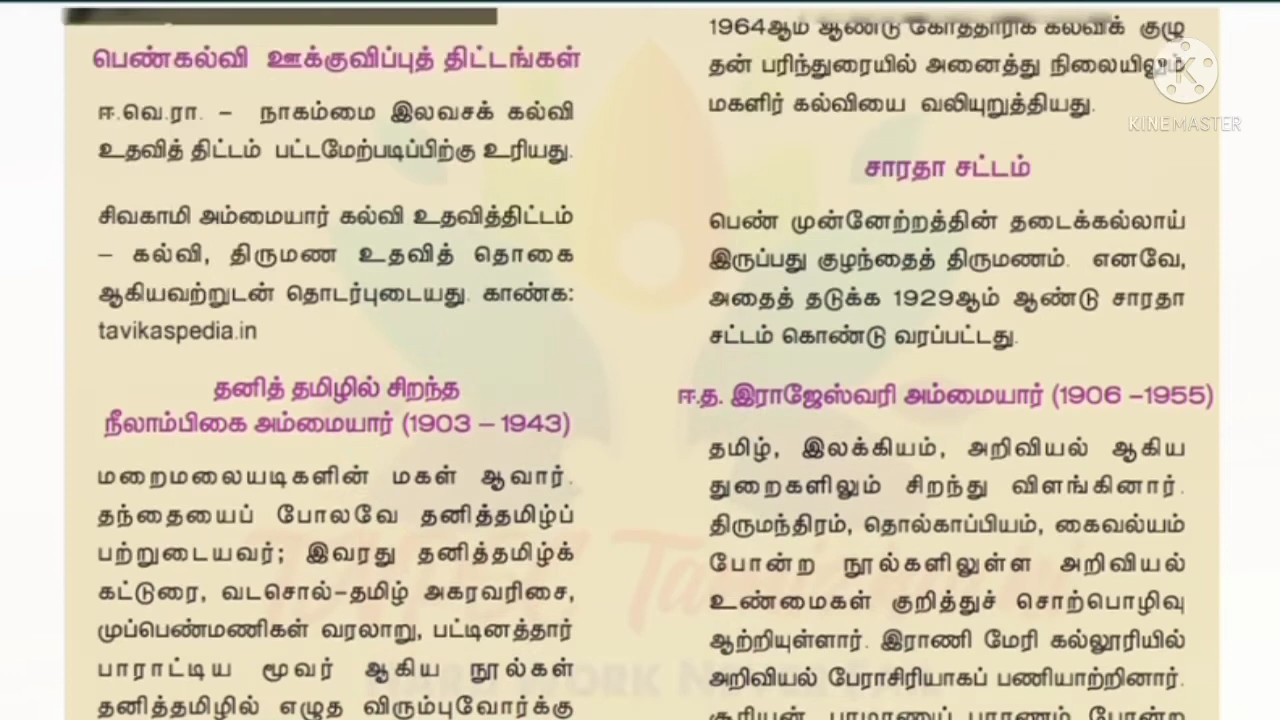 பெண்கல்வி ஊக்குவிப்புத் திட்டங்கள்
ஈ.வெ.ரா. – நாகம்மை இலவசக் கல்வி
உதவித் திட்டம் பட்டமேற்படிப்பிற்கு உரியது.
சிவகாமி அம்மையார் கல்வி உதவித்திட்டம்
– கல்வி, திருமண உதவித் தொகை
ஆகியவற்றுடன் தொடர்புடையது. காண்க:
tavikaspedia.in
தனித் தமிழில் சிறந்த
நீலாம்பிகை அம்மையார் (1903 – 1943)
மறைமலையடிகளின் மகள் ஆவார்.
தந்தையைப் போலவே தனித்தமிழ்ப்
பற்றுடையவர்; இவரது தனித்தமிழ்க்
கட்டுரை, வடசொல்-தமிழ் அகரவரிசை,
முப்பெண்மணிகள் வரலாறு, பட்டினத்தார்
பாராட்டிய மூவர் ஆகிய நூல்கள்
தனித்தமிழில் எழுத விரும்புவோர்க்கு
1964ஆம் ஆண்டு கோத்தாரிக் கல்விக் குழு
தன் பரிந்துரையில் அனைத்து நிலையிலும்
மகளிர் கல்வியை வலியுறுத்தியது.
சாரதா சட்டம்
பெண் முன்னேற்றத்தின் தடைக்கல்லாய்
இருப்பது குழந்தைத் திருமணம். எனவே,
அதைத் தடுக்க 1929ஆம் ஆண்டு சாரதா
சட்டம் கொண்டு வரப்பட்டது.
ஈ.த. இராஜேஸ்வரி அம்மையார் (1906 –1955)
தமிழ், இலக்கியம், அறிவியல் ஆகிய
துறைகளிலும் சிறந்து விளங்கினார்.
திருமந்திரம், தொல்காப்பியம், கைவல்யம்
போன்ற நூல்களிலுள்ள அறிவியல்
உண்மைகள் குறித்துச் சொற்பொழிவு
ஆற்றியுள்ளார். இராணி மேரி கல்லூரியில்
அறிவியல் பேராசிரியாகப் பணியாற்றினார்.
சூரியன், பரமாணுப் புராணம் போன்ற
K
KINEMASTER